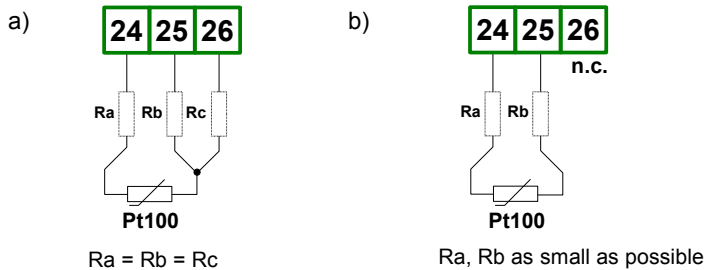 a)
24 25 26
Ra Rb Rc
Pt100
Ra = Rb = Rc
b)
24 25 26
n.c.
Ra Rb
Pt100
Ra, Rb as small as possible